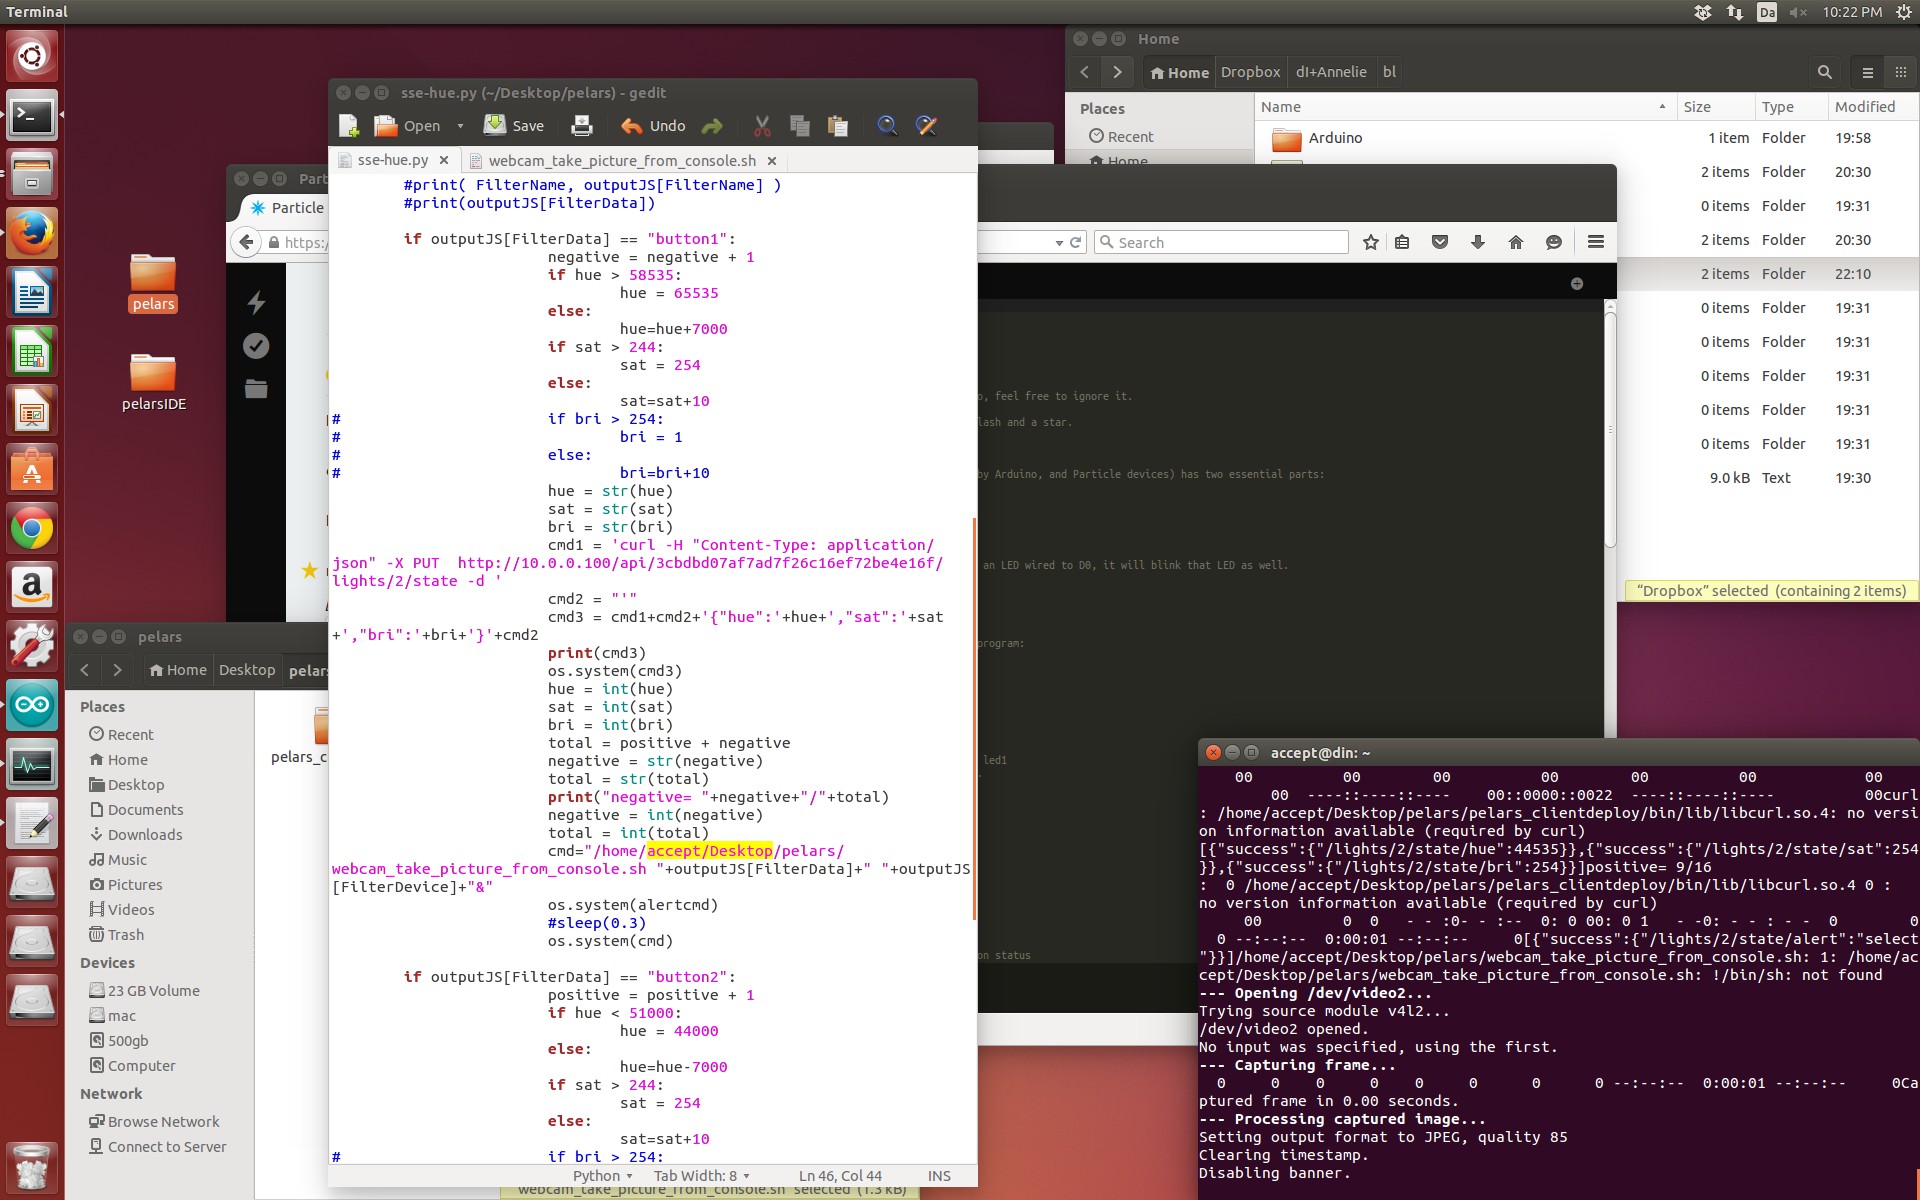 Terminal
Da
10:22 PM
pelars
pelarsIDE
sse-hue.py (~/Desktop/pelars) - gedit
Open
Save
Undo
sse-hue.py
webcam_take_picture_from_console.sh
#print( FilterName, outputJS[FilterName] )
#print(outputJS[FilterData])
if outputJS[FilterData] == "button1":
negative = negative + 1
if hue > 58535:
hue = 65535
else:
hue=hue+7000
if sat > 244:
sat = 254
else:
sat=sat+10
# if bri > 254:
# bri = 1
# else:
# bri=bri+10
hue = str(hue)
sat = str(sat)
bri = str(bri)
cmd1 = 'curl -H "Content-Type: application/
json" -X PUT  http://10.0.0.100/api/3cbdbd07af7ad7f26c16ef72be4e16f/
lights/2/state -d '
cmd2 = "'"
cmd3 = cmd1+cmd2+'{"hue":'+hue+',"sat":'+sat
+',"bri":'+bri+'}'+cmd2
print(cmd3)
os.system(cmd3)
hue = int(hue)
sat = int(sat)
bri = int(bri)
total = positive + negative
negative = str(negative)
total = str(total)
print("negative= "+negative+"/"+total)
negative = int(negative)
total = int(total)
cmd="/home/accept/Desktop/pelars/
webcam_take_picture_from_console.sh "+outputJS[FilterData]+" "+outputJS
[FilterDevice]+"&"
os.system(alertcmd)
#sleep(0.3)
os.system(cmd)
if outputJS[FilterData] == "button2":
positive = positive + 1
if hue < 51000:
hue = 44000
else:
hue=hue-7000
if sat > 244:
sat = 254
else:
sat=sat+10
# if bri > 254:
Python
Tab Width: 8
Ln 46, Col 44
INS
webcam_take_picture_from_console.sh selected (1.3 kB)
Particle
https:
Search
o, feel free to ignore it.
lash and a star.
by Arduino, and Particle devices) has two essential parts:
an LED wired to D0, it will blink that LED as well.
program:
led1
on status
Home
Home
Dropbox
dI+Annelie
bl
Places
Recent
Home
Name
Size
Type
Modified
Arduino
1 item Folder 19:58
2 items Folder 20:30
0 items Folder 19:31
2 items Folder 20:30
2 items Folder 22:10
0 items Folder 19:31
0 items Folder 19:31
0 items Folder 19:31
0 items Folder 19:31
0 items Folder 19:31
9.0 kB Text 19:30
"Dropbox" selected (containing 2 items)
pelars
Home
Desktop
pelars
Places
Recent
Home
Desktop
Documents
Downloads
Music
Pictures
Videos
Trash
Devices
23 GB Volume
mac
500gb
Computer
Network
Browse Network
Connect to Server
pelars_c
accept@din: ~
00 00 00 00 00 00 00
00 ----::----::---- 00::0000::0022 ----::----::---- 00curl
: /home/accept/Desktop/pelars/pelars_clientdeploy/bin/lib/libcurl.so.4: no versi
on information available (required by curl)
[{"success":{"/lights/2/state/hue":44535}},{"success":{"/lights/2/state/sat":254
}},{"success":{"/lights/2/state/bri":254}}]positive= 9/16
:  0 /home/accept/Desktop/pelars/pelars_clientdeploy/bin/lib/libcurl.so.4 0 :
no version information available (required by curl)
00 0 0 - - :0- - :-- 0: 0 00: 0 1 - -0: - - : - - 0 0
0 --:--:--  0:00:01 --:--:-- 0[{"success":{"/lights/2/state/alert":"select
"}}]/home/accept/Desktop/pelars/webcam_take_picture_from_console.sh: 1: /home/ac
cept/Desktop/pelars/webcam_take_picture_from_console.sh: !/bin/sh: not found
--- Opening /dev/video2...
Trying source module v4l2...
/dev/video2 opened.
No input was specified, using the first.
--- Capturing frame...
0 0 0 0 0 0 0 0 --:--:--  0:00:01 --:--:-- 0Ca
ptured frame in 0.00 seconds.
--- Processing captured image...
Setting output format to JPEG, quality 85
Clearing timestamp.
Disabling banner.